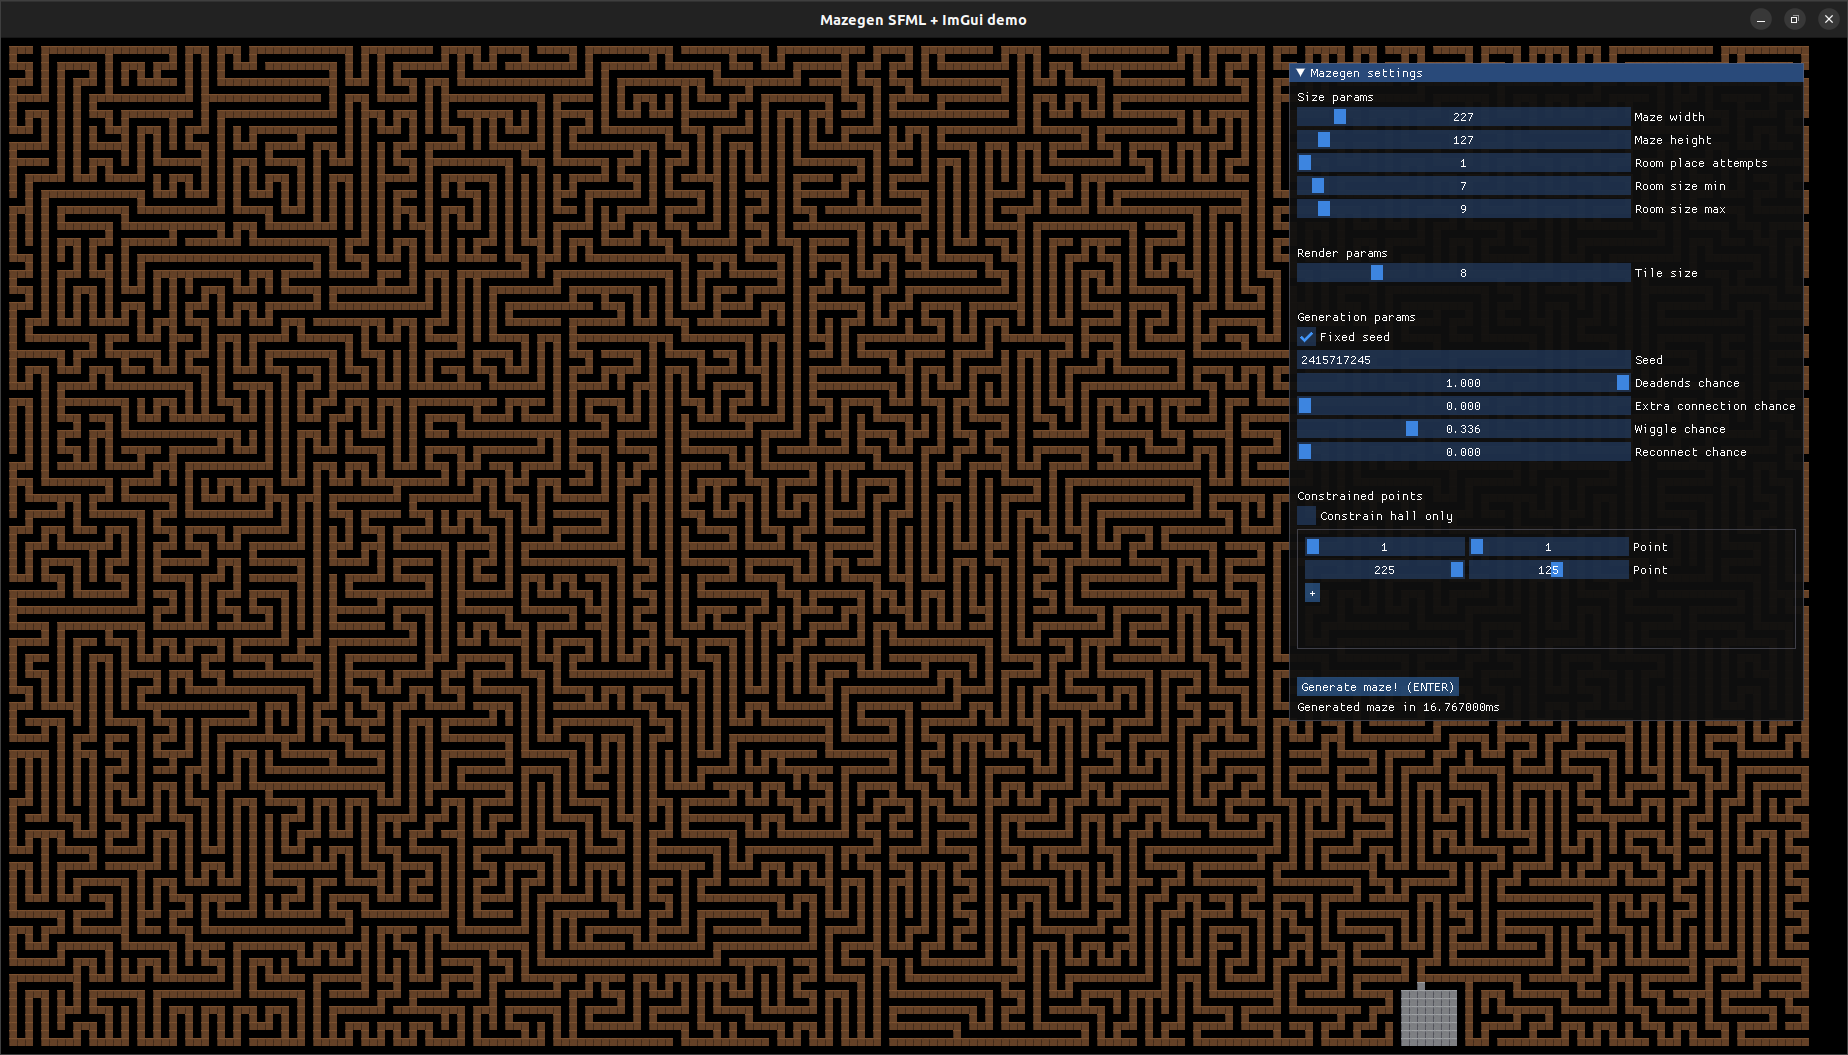 Mazegen SFML + ImGui demo
Mazegen settings
Size params
227 Maze width
127 Maze height
1 Room place attempts
7 Room size min
9 Room size max
Render params
8 Tile size
Generation params
Fixed seed
2415717245 Seed
1.000 Deadends chance
0.000 Extra connection chance
0.336 Wiggle chance
0.000 Reconnect chance
Constrained points
Constrain hall only
1 1 Point
225 125 Point
+
Generate maze! (ENTER)
Generated maze in 16.767000ms